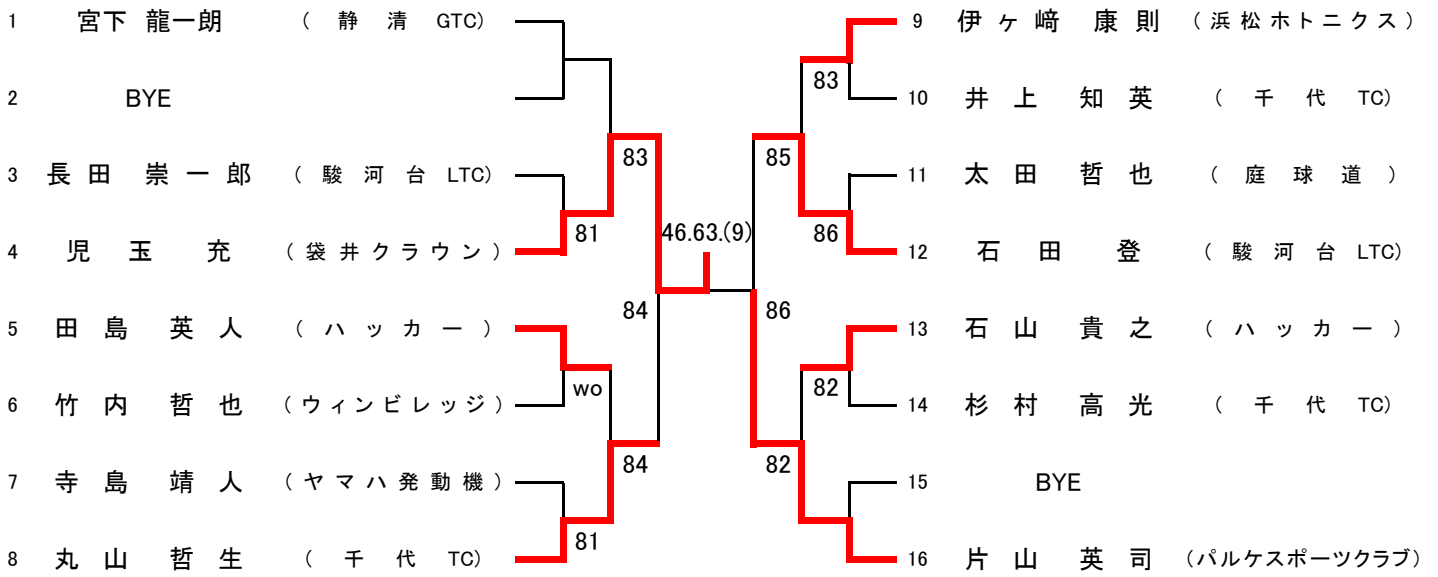 1 宮下 龍一朗 （ 静 清 GTC)
2 BYE
3 長田 崇一郎 （ 駿河台 LTC)
4 児玉 充 （袋井クラウン）
5 田島 英人 （ハッカー）
6 竹内 哲也 （ウィンビレッジ）
7 寺島 靖人 （ヤマハ発動機）
8 丸山 哲生 （ 千 代 TC)
83
81
84
wo
84
81
46.63.(9)
9 伊ヶ﨑 康則 （浜松ホトニクス）
10 井上 知英 （ 千 代 TC)
11 太田 哲也 （ 庭球道 ）
12 石田 登 （ 駿河台 LTC)
13 石山 貴之 （ハッカー）
14 杉村 高光 （ 千 代 TC)
15 BYE
16 片山 英司 （パルケスポーツクラブ）
83
85
86
86
82
82